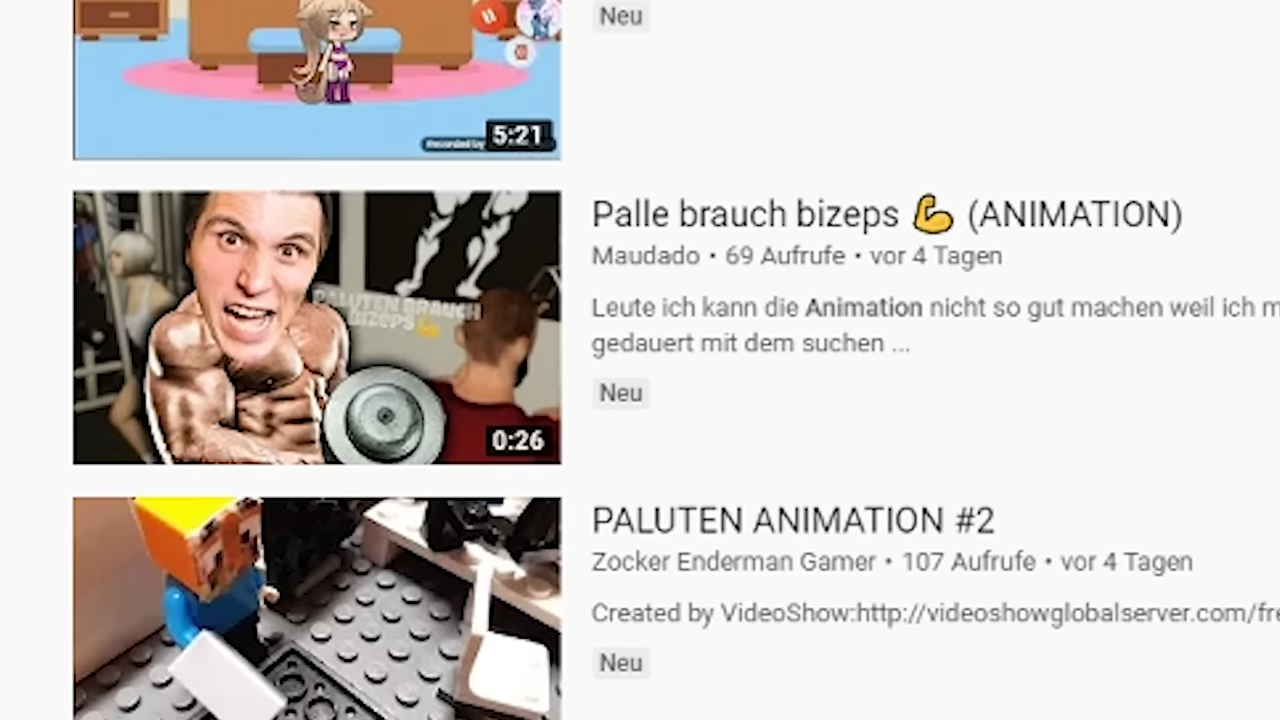 Neu
Recorded by
5:21
Palle brauch bizeps 💪 (ANIMATION)
Maudado • 69 Aufrufe • vor 4 Tagen
Leute ich kann die Animation nicht so gut machen weil ich m
gedauert mit dem suchen ...
Neu
PALUTEN BRAUCH
BIZEPS 💪
0:26
PALUTEN ANIMATION #2
Zocker Enderman Gamer • 107 Aufrufe • vor 4 Tagen
Created by VideoShow:http://videoshowglobalserver.com/fre
Neu